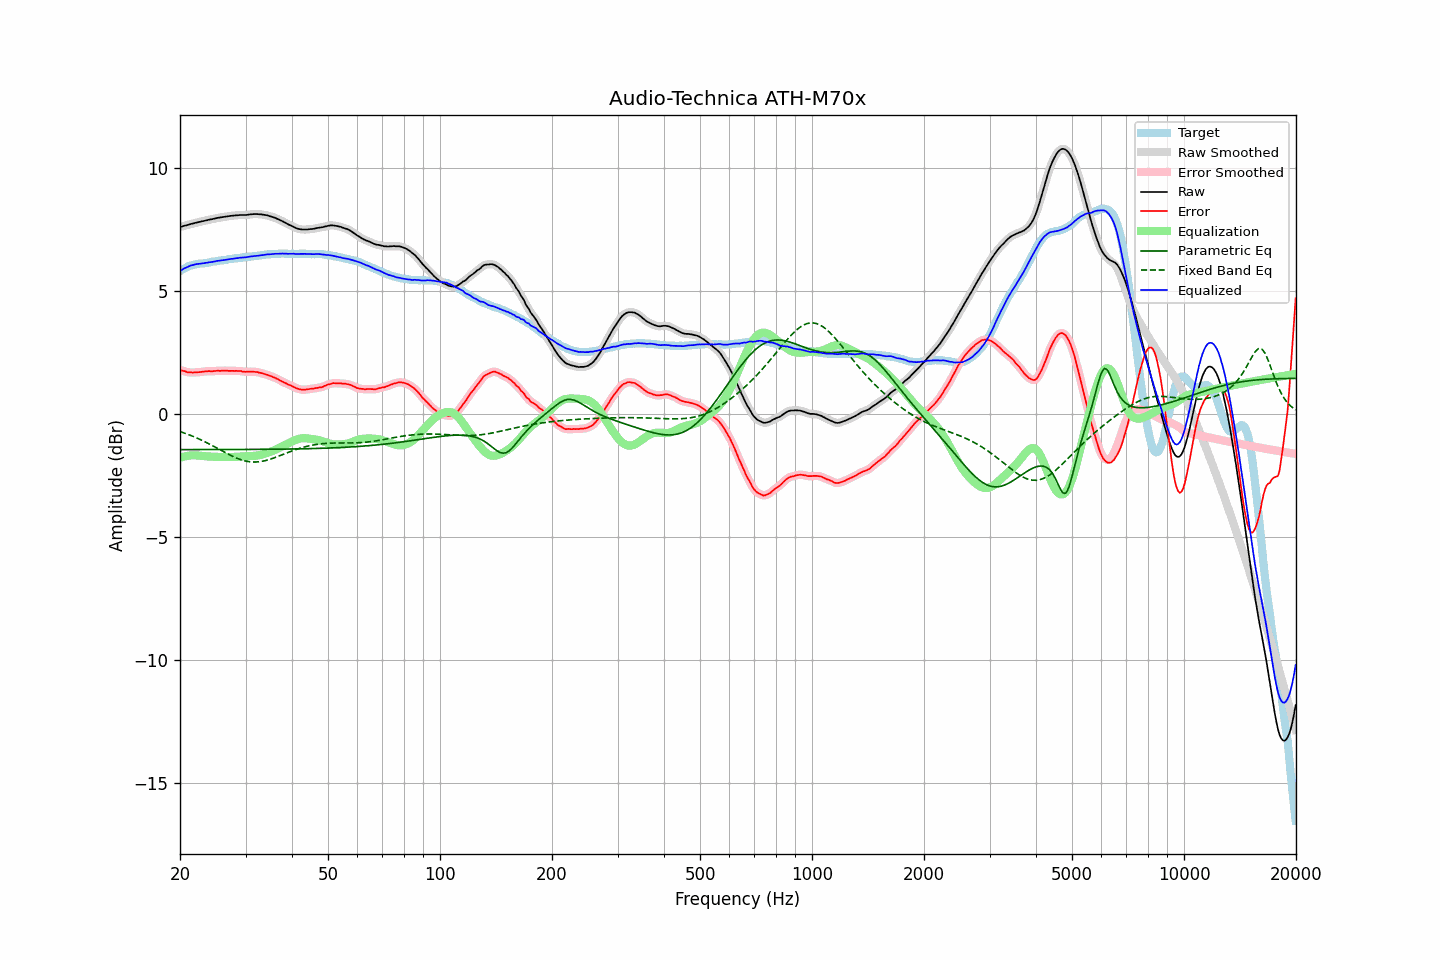 Audio-Technica ATH-M70x
Target
Raw Smoothed
Error Smoothed
Raw
Error
Equalization
Parametric Eq
Fixed Band Eq
Equalized
10
5
0
−5
−10
−15
Amplitude (dBr)
20 50 100 200 500 1000 2000 5000 10000 20000
Frequency (Hz)